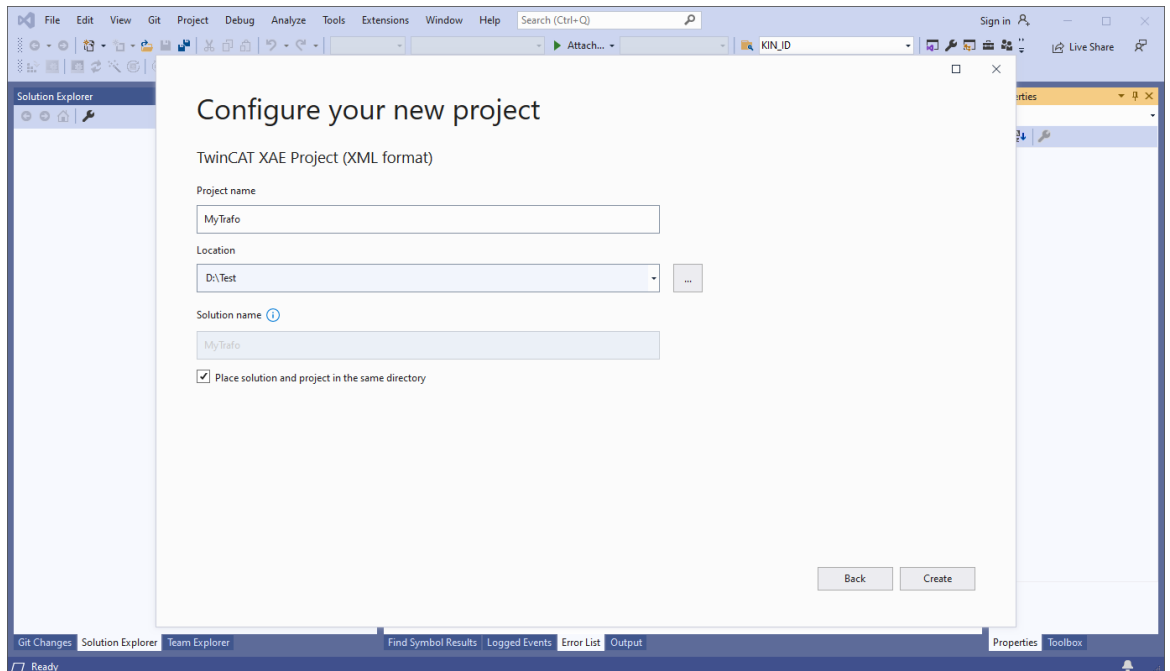 File Edit View Git Project Debug Analyze Tools Extensions Window Help Search (Ctrl+Q) Sign in
Attach... KIN_ID Live Share
Solution Explorer
erties
Configure your new project
TwinCAT XAE Project (XML format)
Project name
MyTrafo
Location
D:\Test
...
Solution name
MyTrafo
Place solution and project in the same directory
Back Create
Git Changes Solution Explorer Team Explorer Find Symbol Results Logged Events Error List Output Properties Toolbox
Ready